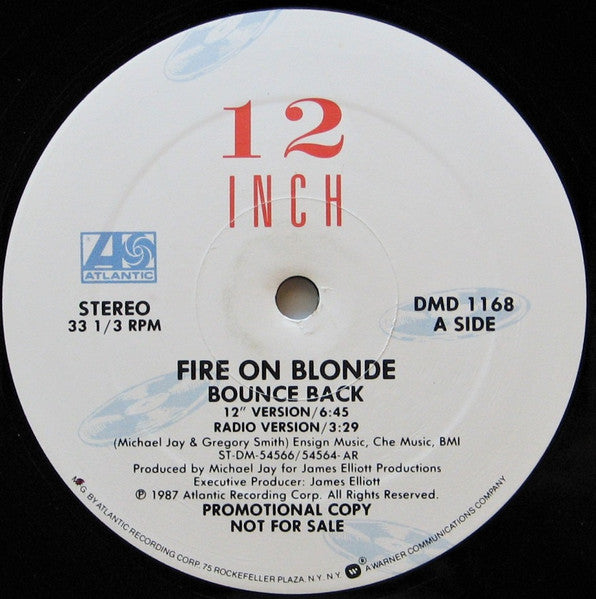 12
INCH
ATLANTIC
STEREO
33 1/3 RPM
DMD 1168
A SIDE
FIRE ON BLONDE
BOUNCE BACK
12" VERSION/6:45
RADIO VERSION/3:29
(Michael Jay & Gregory Smith) Ensign Music, Che Music, BMI
ST-DM-54566/54564-AR
Produced by Michael Jay for James Elliott Productions
Executive Producer: James Elliott
℗ 1987 Atlantic Recording Corp. All Rights Reserved.
PROMOTIONAL COPY
NOT FOR SALE
MFG. BY ATLANTIC RECORDING CORP. 75 ROCKEFELLER PLAZA, N.Y. N.Y. ® A WARNER COMMUNICATIONS COMPANY